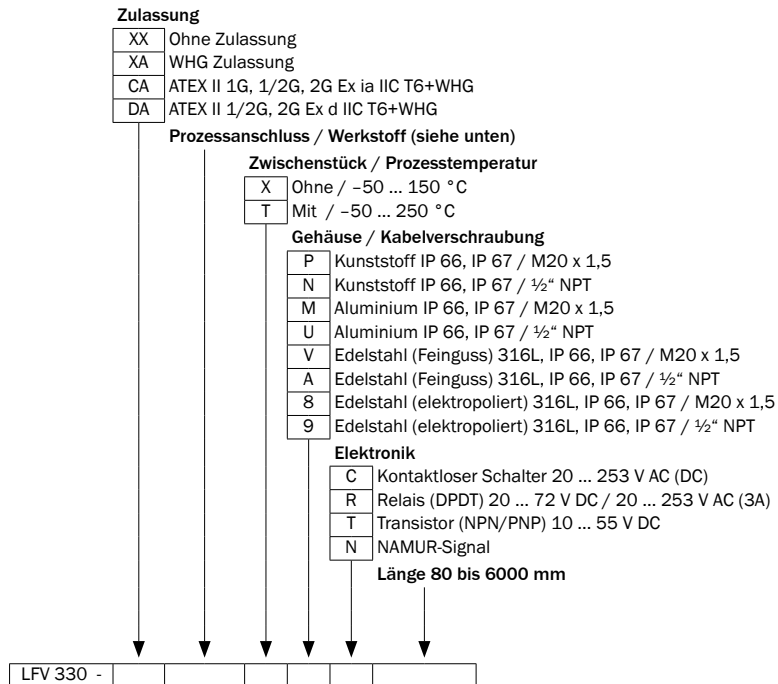 Zulassung
XX Ohne Zulassung
XA WHG Zulassung
CA ATEX II 1G, 1/2G, 2G Ex ia IIC T6+WHG
DA ATEX II 1/2G, 2G Ex d IIC T6+WHG
Prozessanschluss / Werkstoff (siehe unten)
Zwischenstück / Prozesstemperatur
X Ohne / –50 ... 150 °C
T Mit / –50 ... 250 °C
Gehäuse / Kabelverschraubung
P Kunststoff IP 66, IP 67 / M20 x 1,5
N Kunststoff IP 66, IP 67 / ½“ NPT
M Aluminium IP 66, IP 67 / M20 x 1,5
U Aluminium IP 66, IP 67 / ½“ NPT
V Edelstahl (Feinguss) 316L, IP 66, IP 67 / M20 x 1,5
A Edelstahl (Feinguss) 316L, IP 66, IP 67 / ½“ NPT
8 Edelstahl (elektropoliert) 316L, IP 66, IP 67 / M20 x 1,5
9 Edelstahl (elektropoliert) 316L, IP 66, IP 67 / ½“ NPT
Elektronik
C Kontaktloser Schalter 20 ... 253 V AC (DC)
R Relais (DPDT) 20 ... 72 V DC / 20 ... 253 V AC (3A)
T Transistor (NPN/PNP) 10 ... 55 V DC
N NAMUR-Signal
Länge 80 bis 6000 mm
LFV 330 -